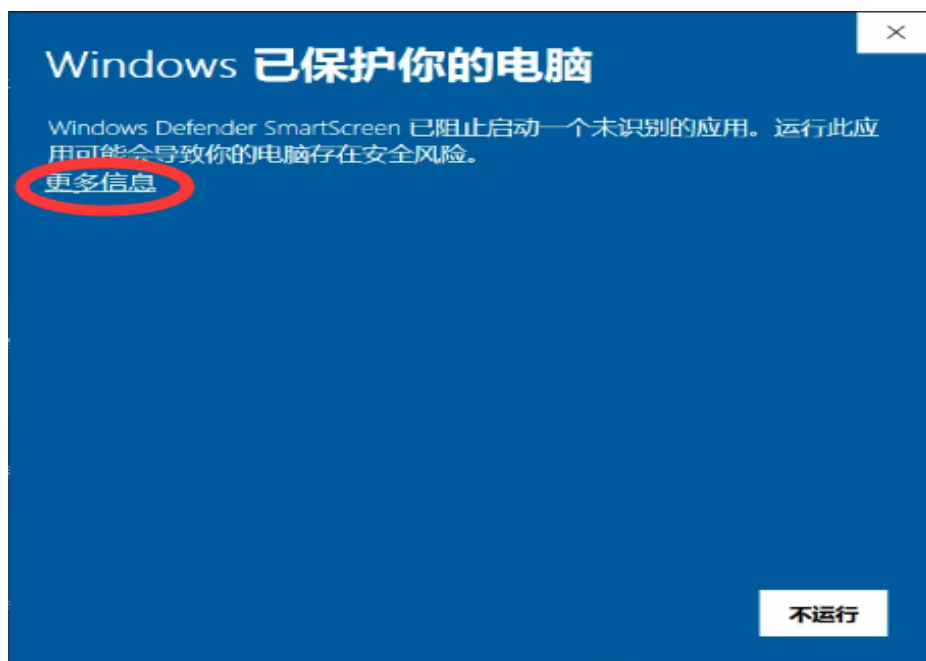 Windows 已保护你的电脑
Windows Defender SmartScreen 已阻止启动一个未识别的应用。运行此应
用可能会导致你的电脑存在安全风险。
更多信息
不运行